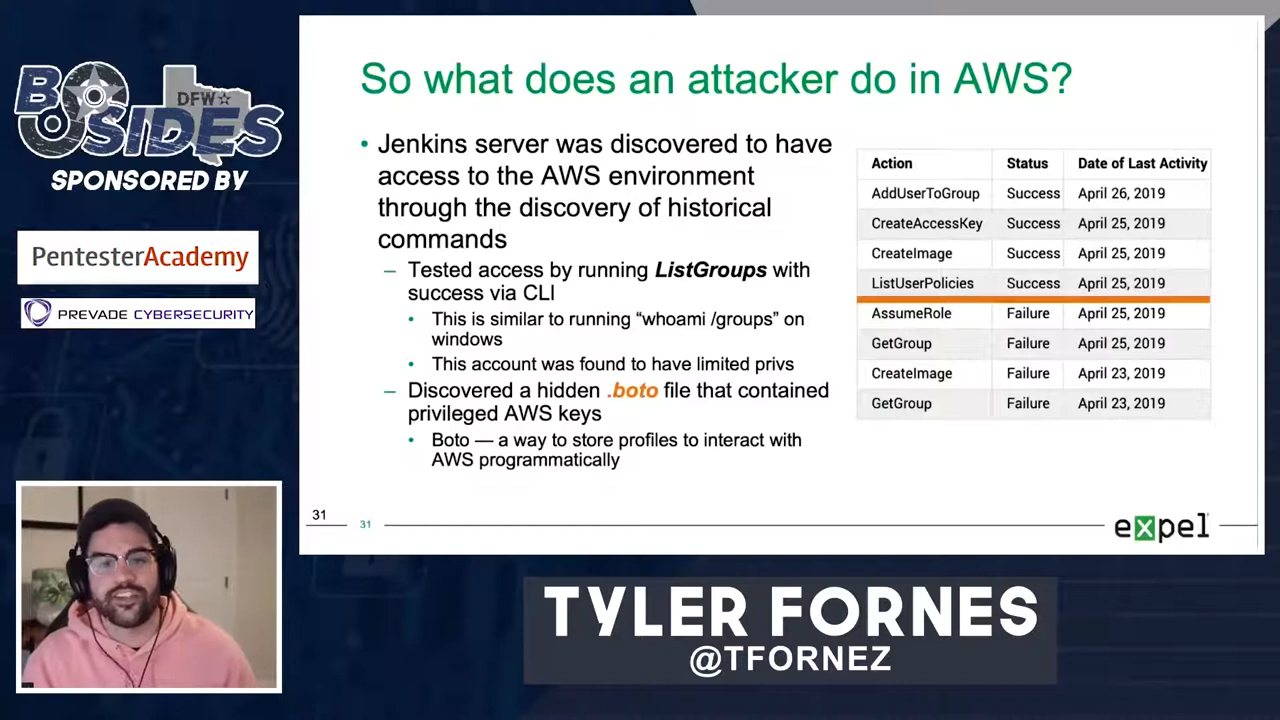 BSIDES
DFW
SPONSORED BY
PentesterAcademy
PREVADE CYBERSECURITY
So what does an attacker do in AWS?
• Jenkins server was discovered to have
access to the AWS environment
through the discovery of historical
commands
– Tested access by running ListGroups with
success via CLI
• This is similar to running “whoami /groups” on
windows
• This account was found to have limited privs
– Discovered a hidden .boto file that contained
privileged AWS keys
• Boto — a way to store profiles to interact with
AWS programmatically
Action Status Date of Last Activity
AddUserToGroup Success April 26, 2019
CreateAccessKey Success April 25, 2019
CreateImage Success April 25, 2019
ListUserPolicies Success April 25, 2019
AssumeRole Failure April 25, 2019
GetGroup Failure April 25, 2019
CreateImage Failure April 23, 2019
GetGroup Failure April 23, 2019
31
31
expel
TYLER FORNES
@TFORNEZ